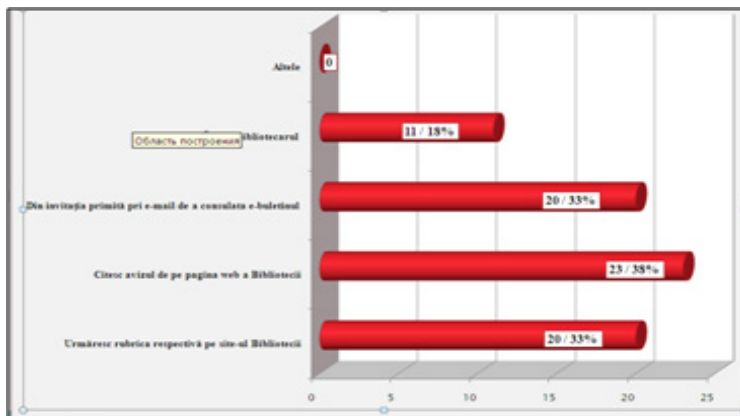 Altele
0
bibliotecarul
11 / 18%
Область построения
Din invitația primită pri e-mail de a consulata e-buletinul
20 / 33%
Citesc avizul de pe pagina web a Bibliotecii
23 / 38%
Urmăresc rubrica respectivă pe site-ul Bibliotecii
20 / 33%
0 5 10 15 20 25